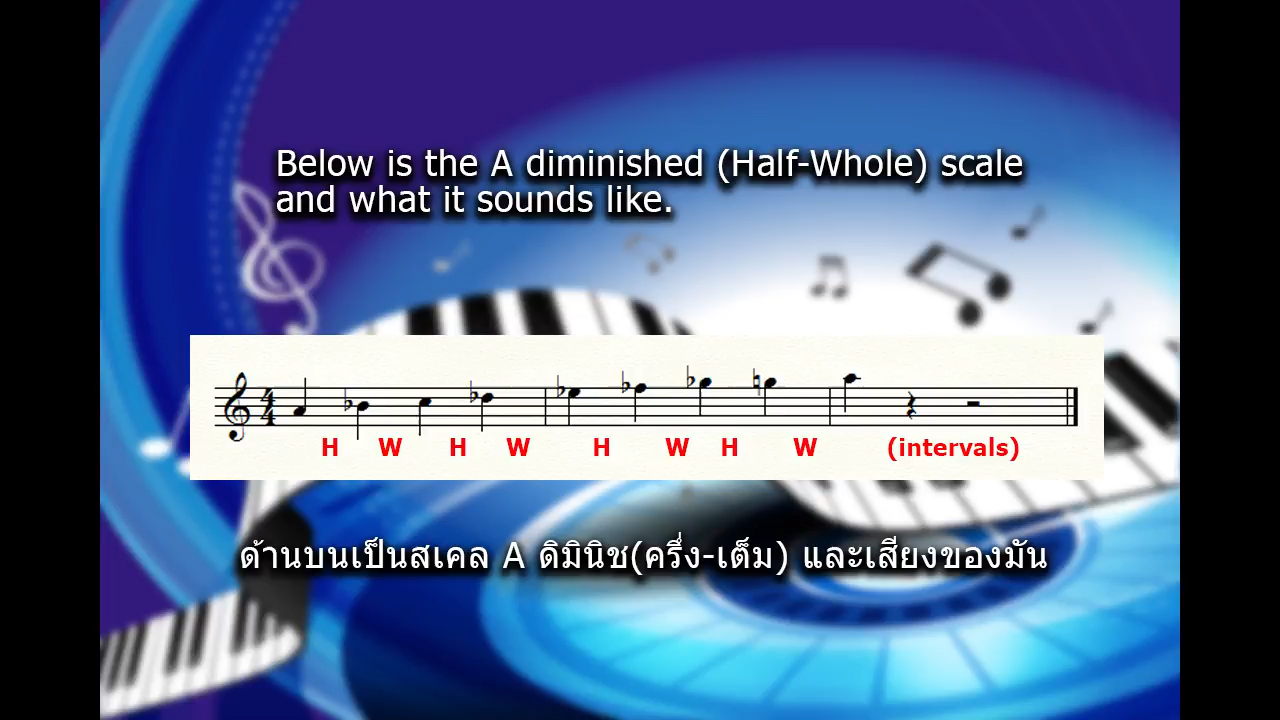 Below is the A diminished (Half-Whole) scale
and what it sounds like.
4
4
H W H W H W H W (intervals)
ด้านบนเป็นสเคล A ดิมินิช(ครึ่ง-เต็ม) และเสียงของมัน